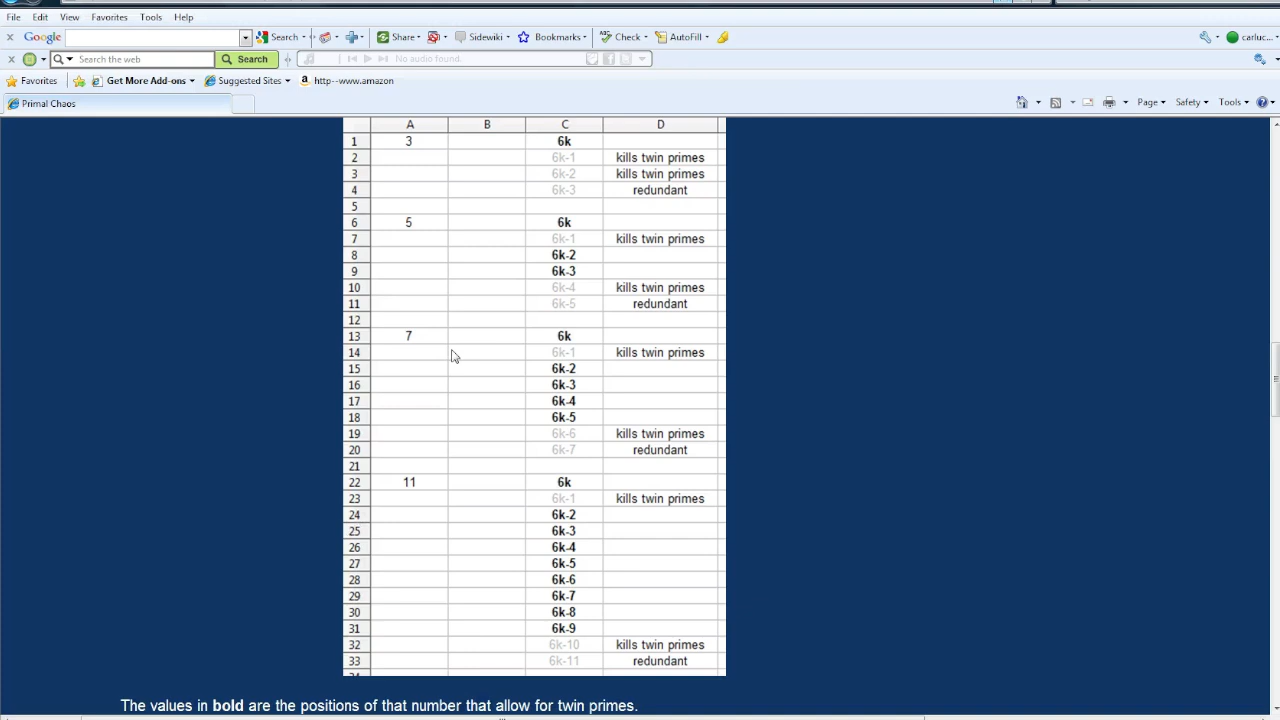 File Edit View Favorites Tools Help
Google Search Share Sidewiki Bookmarks Check AutoFill carluc...
Search the web Search No audio found.
Favorites Get More Add-ons Suggested Sites http--www.amazon
Primal Chaos Page Safety Tools
A B C D
1 3 6k
2 6k-1 kills twin primes
3 6k-2 kills twin primes
4 6k-3 redundant
5
6 5 6k
7 6k-1 kills twin primes
8 6k-2
9 6k-3
10 6k-4 kills twin primes
11 6k-5 redundant
12
13 7 6k
14 6k-1 kills twin primes
15 6k-2
16 6k-3
17 6k-4
18 6k-5
19 6k-6 kills twin primes
20 6k-7 redundant
21
22 11 6k
23 6k-1 kills twin primes
24 6k-2
25 6k-3
26 6k-4
27 6k-5
28 6k-6
29 6k-7
30 6k-8
31 6k-9
32 6k-10 kills twin primes
33 6k-11 redundant
The values in bold are the positions of that number that allow for twin primes.